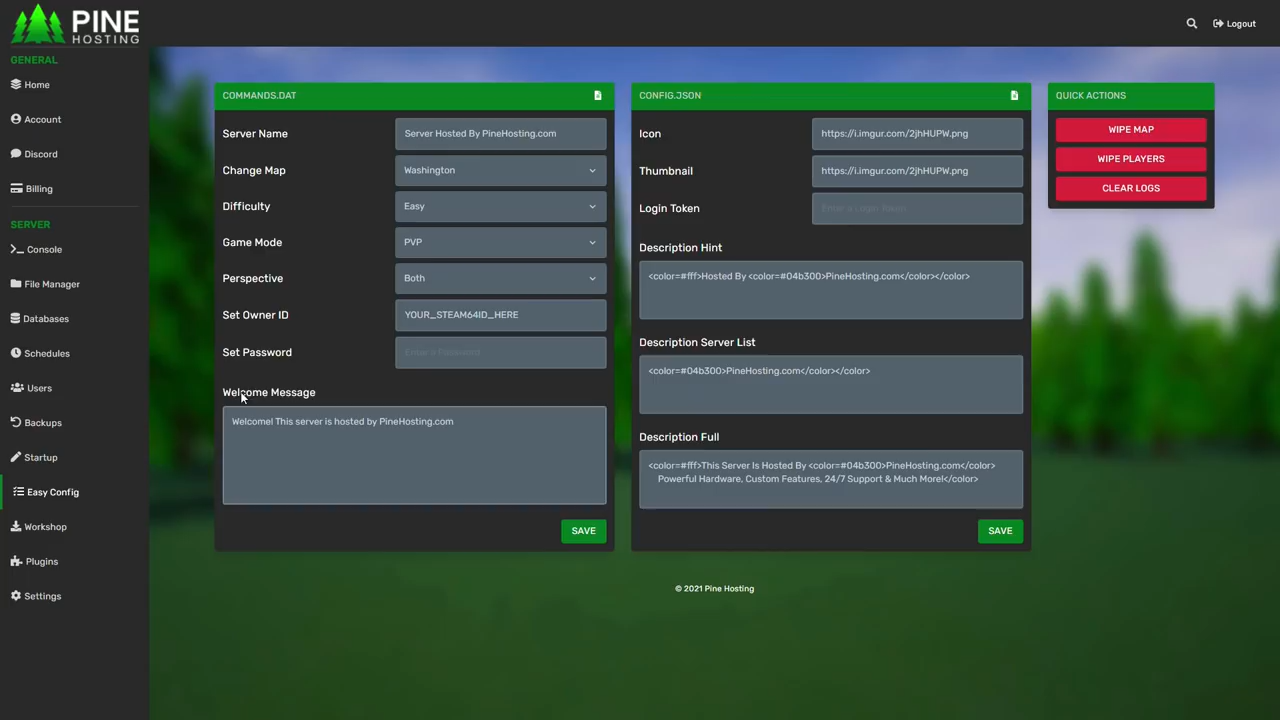 PINE
HOSTING
Logout
GENERAL
Home
Account
Discord
Billing
SERVER
Console
File Manager
Databases
Schedules
Users
Backups
Startup
Easy Config
Workshop
Plugins
Settings
COMMANDS.DAT
Server Name
Server Hosted By PineHosting.com
Change Map
Washington
Difficulty
Easy
Game Mode
PVP
Perspective
Both
Set Owner ID
YOUR_STEAM64ID_HERE
Set Password
Enter a Password
Welcome Message
Welcome! This server is hosted by PineHosting.com
SAVE
CONFIG.JSON
Icon
https://i.imgur.com/2jhHUPW.png
Thumbnail
https://i.imgur.com/2jhHUPW.png
Login Token
Enter a Login Token
Description Hint
<color=#fff>Hosted By <color=#04b300>PineHosting.com</color></color>
Description Server List
<color=#04b300>PineHosting.com</color></color>
Description Full
<color=#fff>This Server Is Hosted By <color=#04b300>PineHosting.com</color>
Powerful Hardware, Custom Features, 24/7 Support & Much More!</color>
SAVE
QUICK ACTIONS
WIPE MAP
WIPE PLAYERS
CLEAR LOGS
© 2021 Pine Hosting